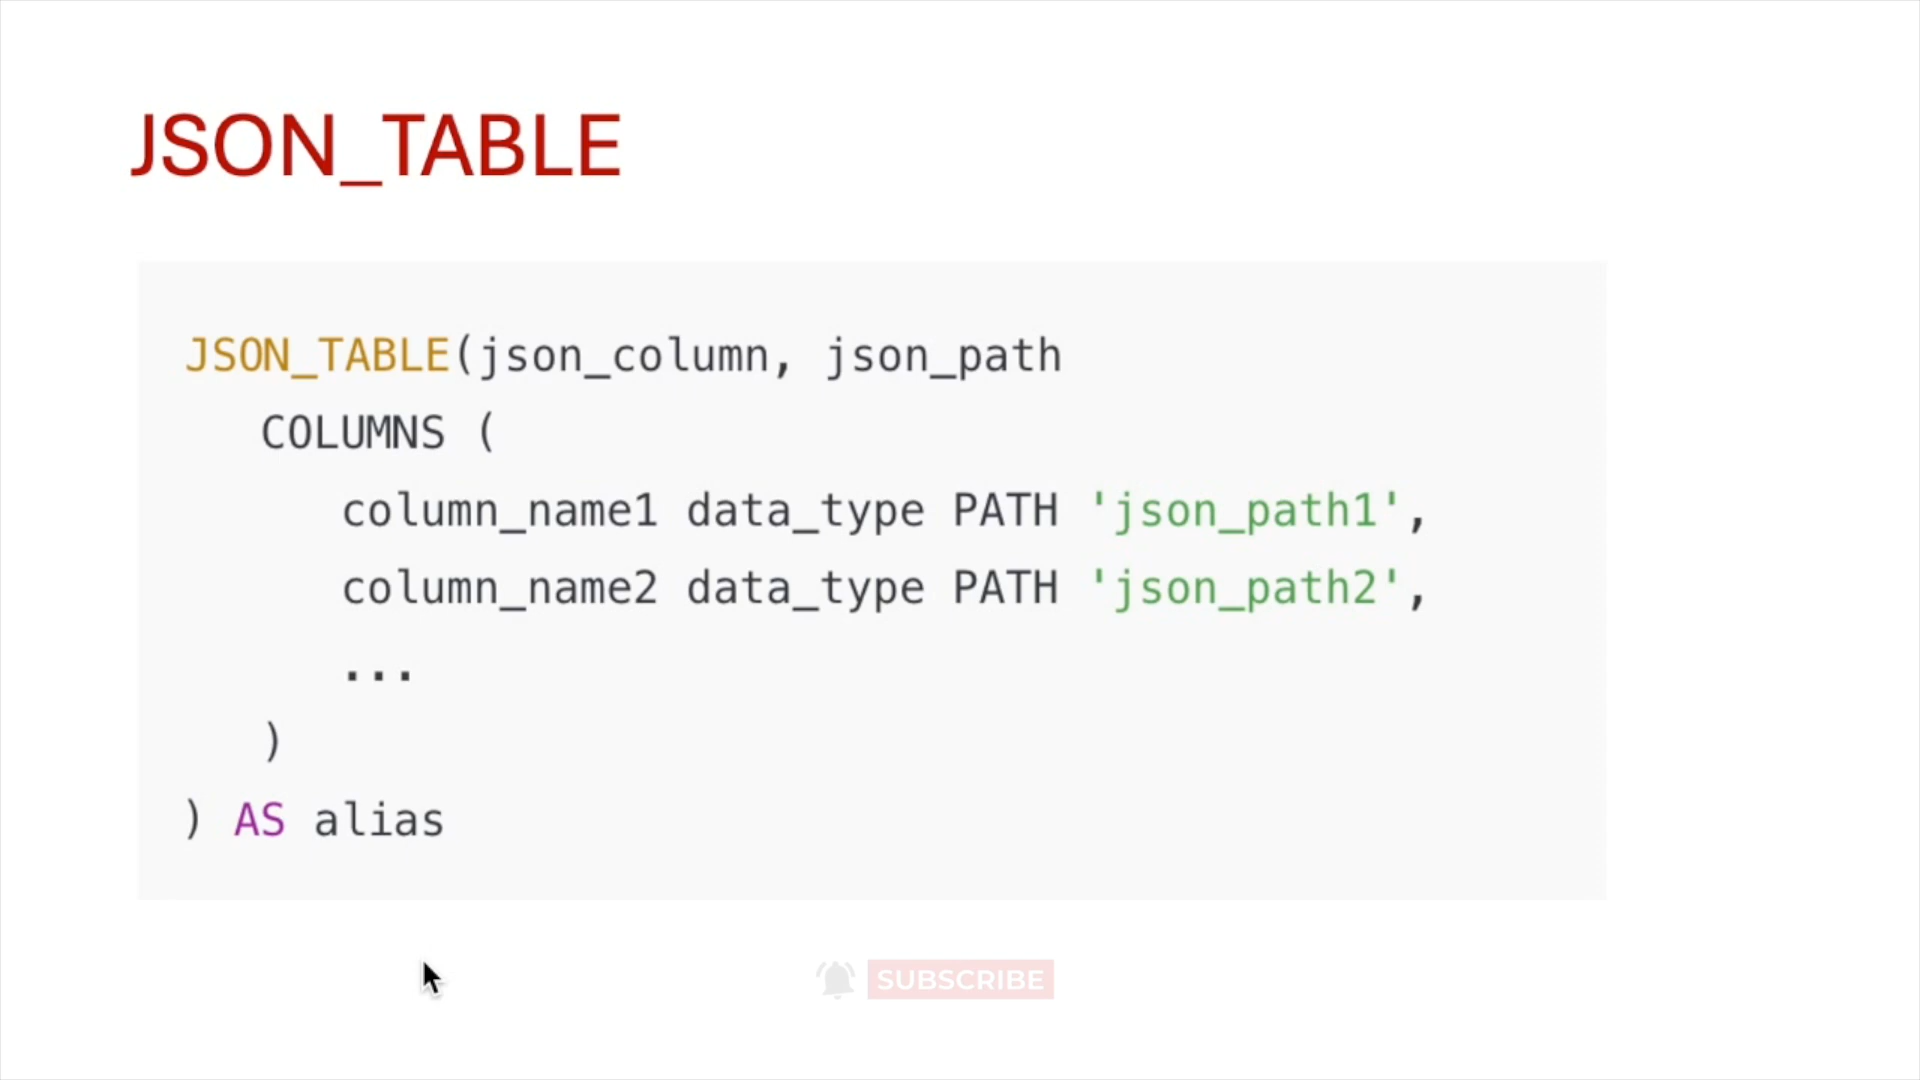 JSON_TABLE
JSON_TABLE(json_column, json_path
COLUMNS (
column_name1 data_type PATH 'json_path1',
column_name2 data_type PATH 'json_path2',
...
)
) AS alias
SUBSCRIBE